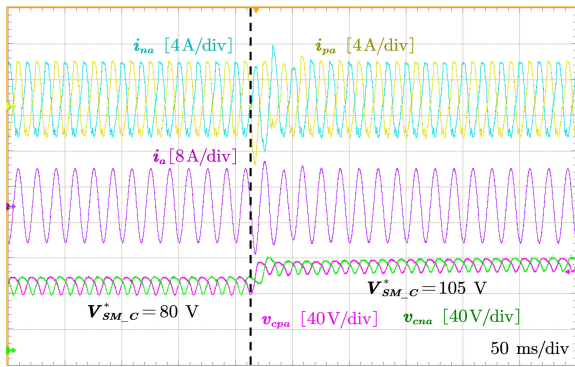 i_na [4A/div] i_pa [4A/div]
i_a [8A/div]
V*_SM_C = 80 V V*_SM_C = 105 V
v_cpa [40V/div] v_cna [40V/div]
50 ms/div